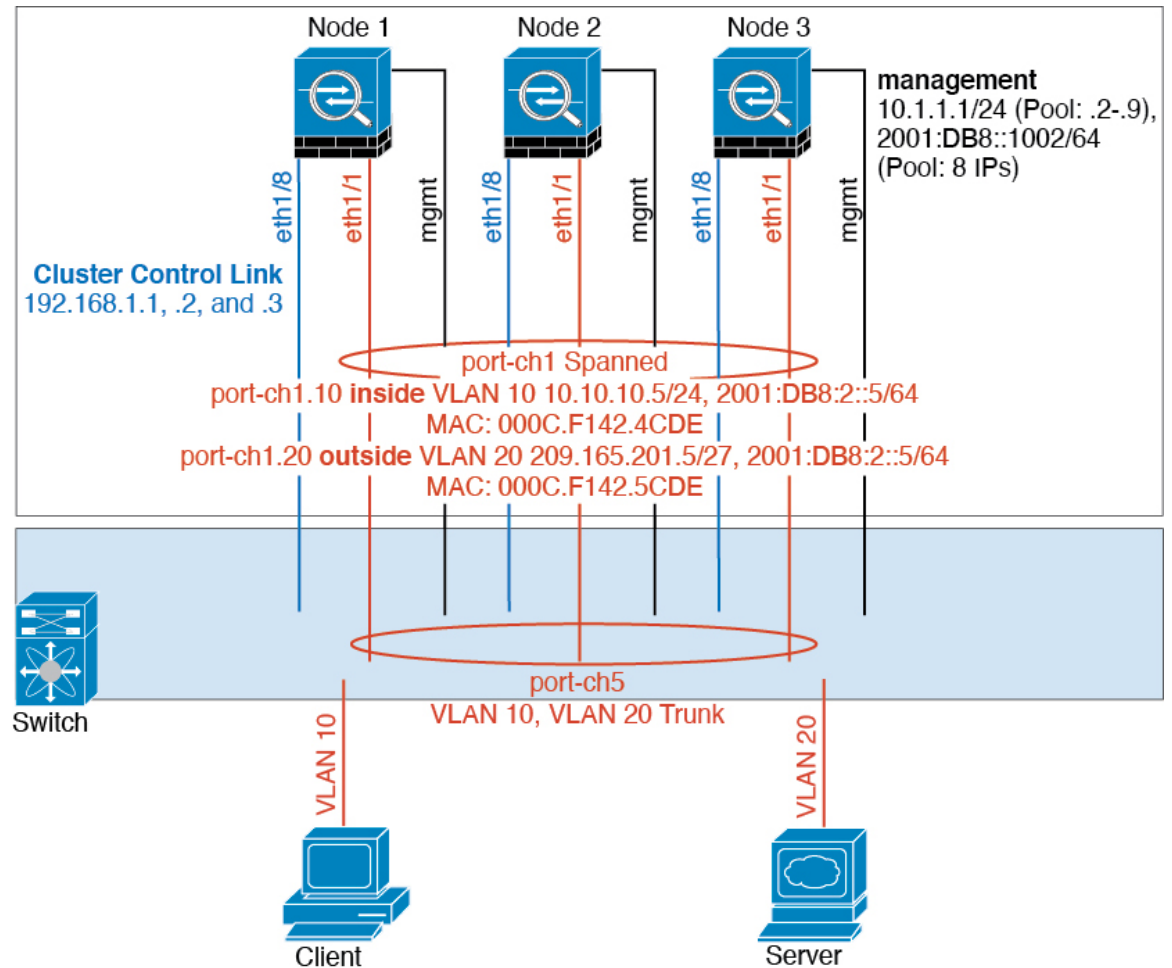 Node 1
Node 2
Node 3
management
10.1.1.1/24 (Pool: .2-.9),
2001:DB8::1002/64
(Pool: 8 IPs)
eth1/8
eth1/1
mgmt
eth1/8
eth1/1
mgmt
eth1/8
eth1/1
mgmt
Cluster Control Link
192.168.1.1, .2, and .3
port-ch1 Spanned
port-ch1.10 inside VLAN 10 10.10.10.5/24, 2001:DB8:2::5/64
MAC: 000C.F142.4CDE
port-ch1.20 outside VLAN 20 209.165.201.5/27, 2001:DB8:2::5/64
MAC: 000C.F142.5CDE
port-ch5
VLAN 10, VLAN 20 Trunk
Switch
VLAN 10
VLAN 20
Client
Server